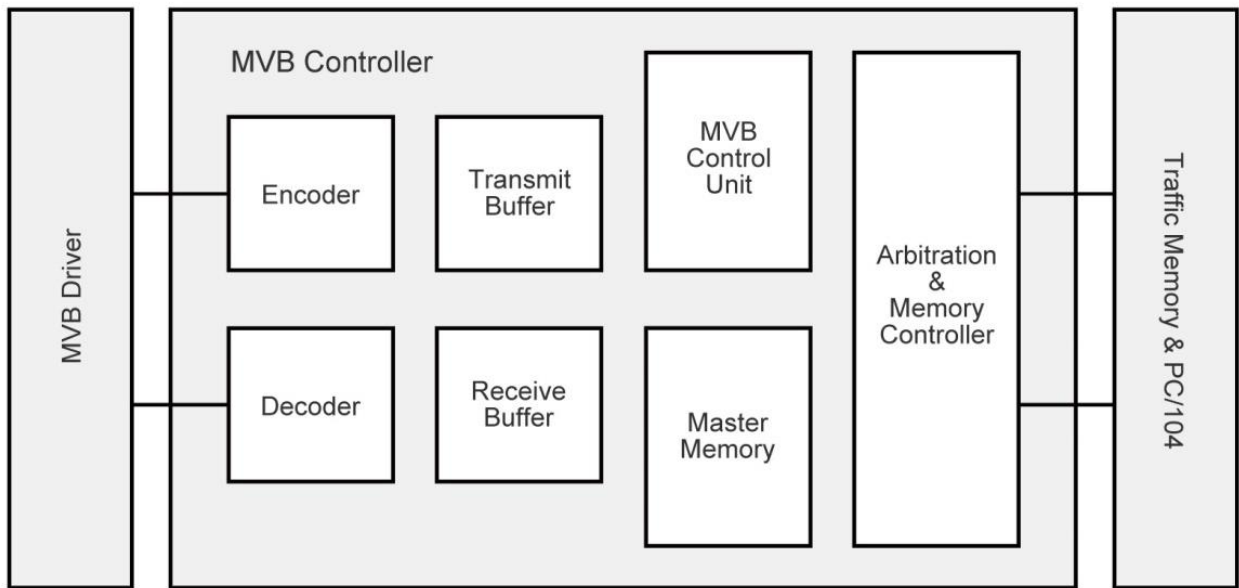 MVB Driver
MVB Controller
Encoder
Transmit
Buffer
MVB
Control
Unit
Decoder
Receive
Buffer
Master
Memory
Arbitration
&
Memory
Controller
Traffic Memory & PC/104